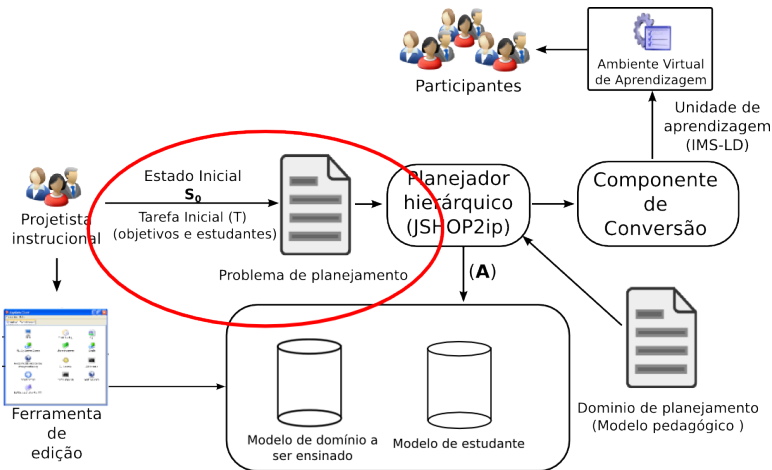 Participantes
Ambiente Virtual
de Aprendizagem
Unidade de
aprendizagem
(IMS-LD)
Projetista
instrucional
Estado Inicial
S₀
Tarefa Inicial (T)
(objetivos e estudantes)
Problema de planejamento
Planejador
hierárquico
(JSHOP2ip)
Componente
de
Conversão
(A)
Ferramenta
de
edição
Modelo de domínio a
ser ensinado
Modelo de estudante
Dominio de planejamento
(Modelo pedagógico )